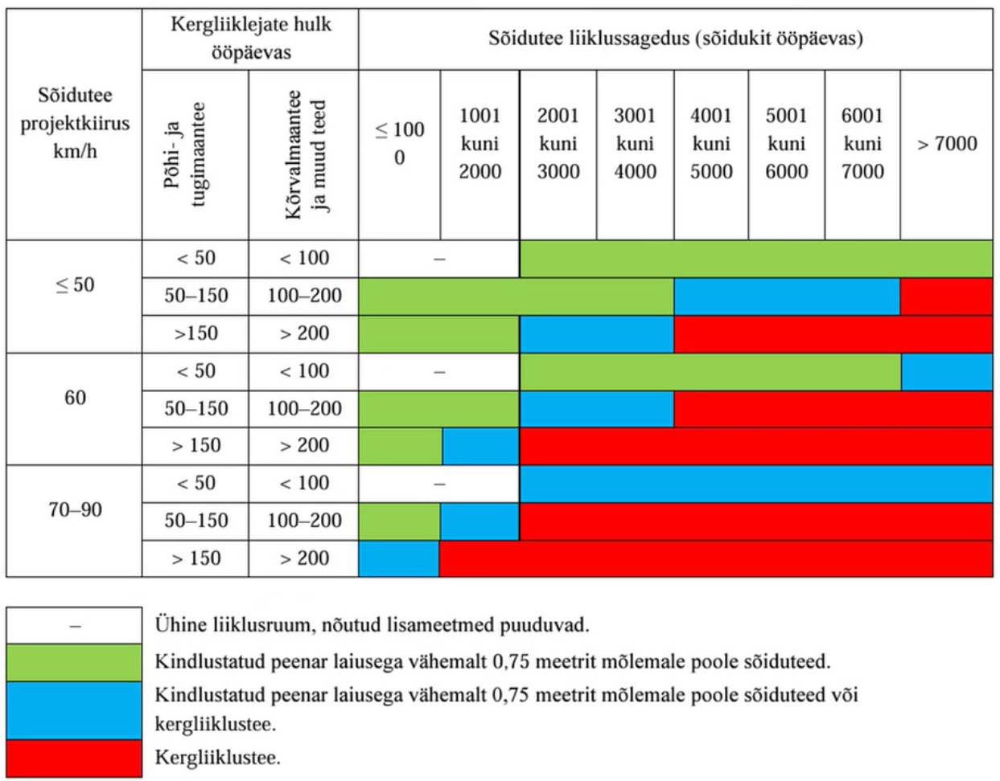 Sõidutee
projektkiirus
km/h
Kergliiklejate hulk
ööpäevas
Sõidutee liiklussagedus (sõidukit ööpäevas)
Põhi- ja
tugimaantee
Kõrvalmaantee
ja muud teed
≤ 100
0
1001
kuni
2000
2001
kuni
3000
3001
kuni
4000
4001
kuni
5000
5001
kuni
6000
6001
kuni
7000
> 7000
≤ 50
< 50 < 100 –
50–150 100–200
>150 > 200
60
< 50 < 100 –
50–150 100–200
> 150 > 200
70–90
< 50 < 100 –
50–150 100–200
> 150 > 200
– Ühine liiklusruum, nõutud lisameetmed puuduvad.
Kindlustatud peenar laiusega vähemalt 0,75 meetrit mõlemale poole sõiduteed.
Kindlustatud peenar laiusega vähemalt 0,75 meetrit mõlemale poole sõiduteed või
kergliiklustee.
Kergliiklustee.